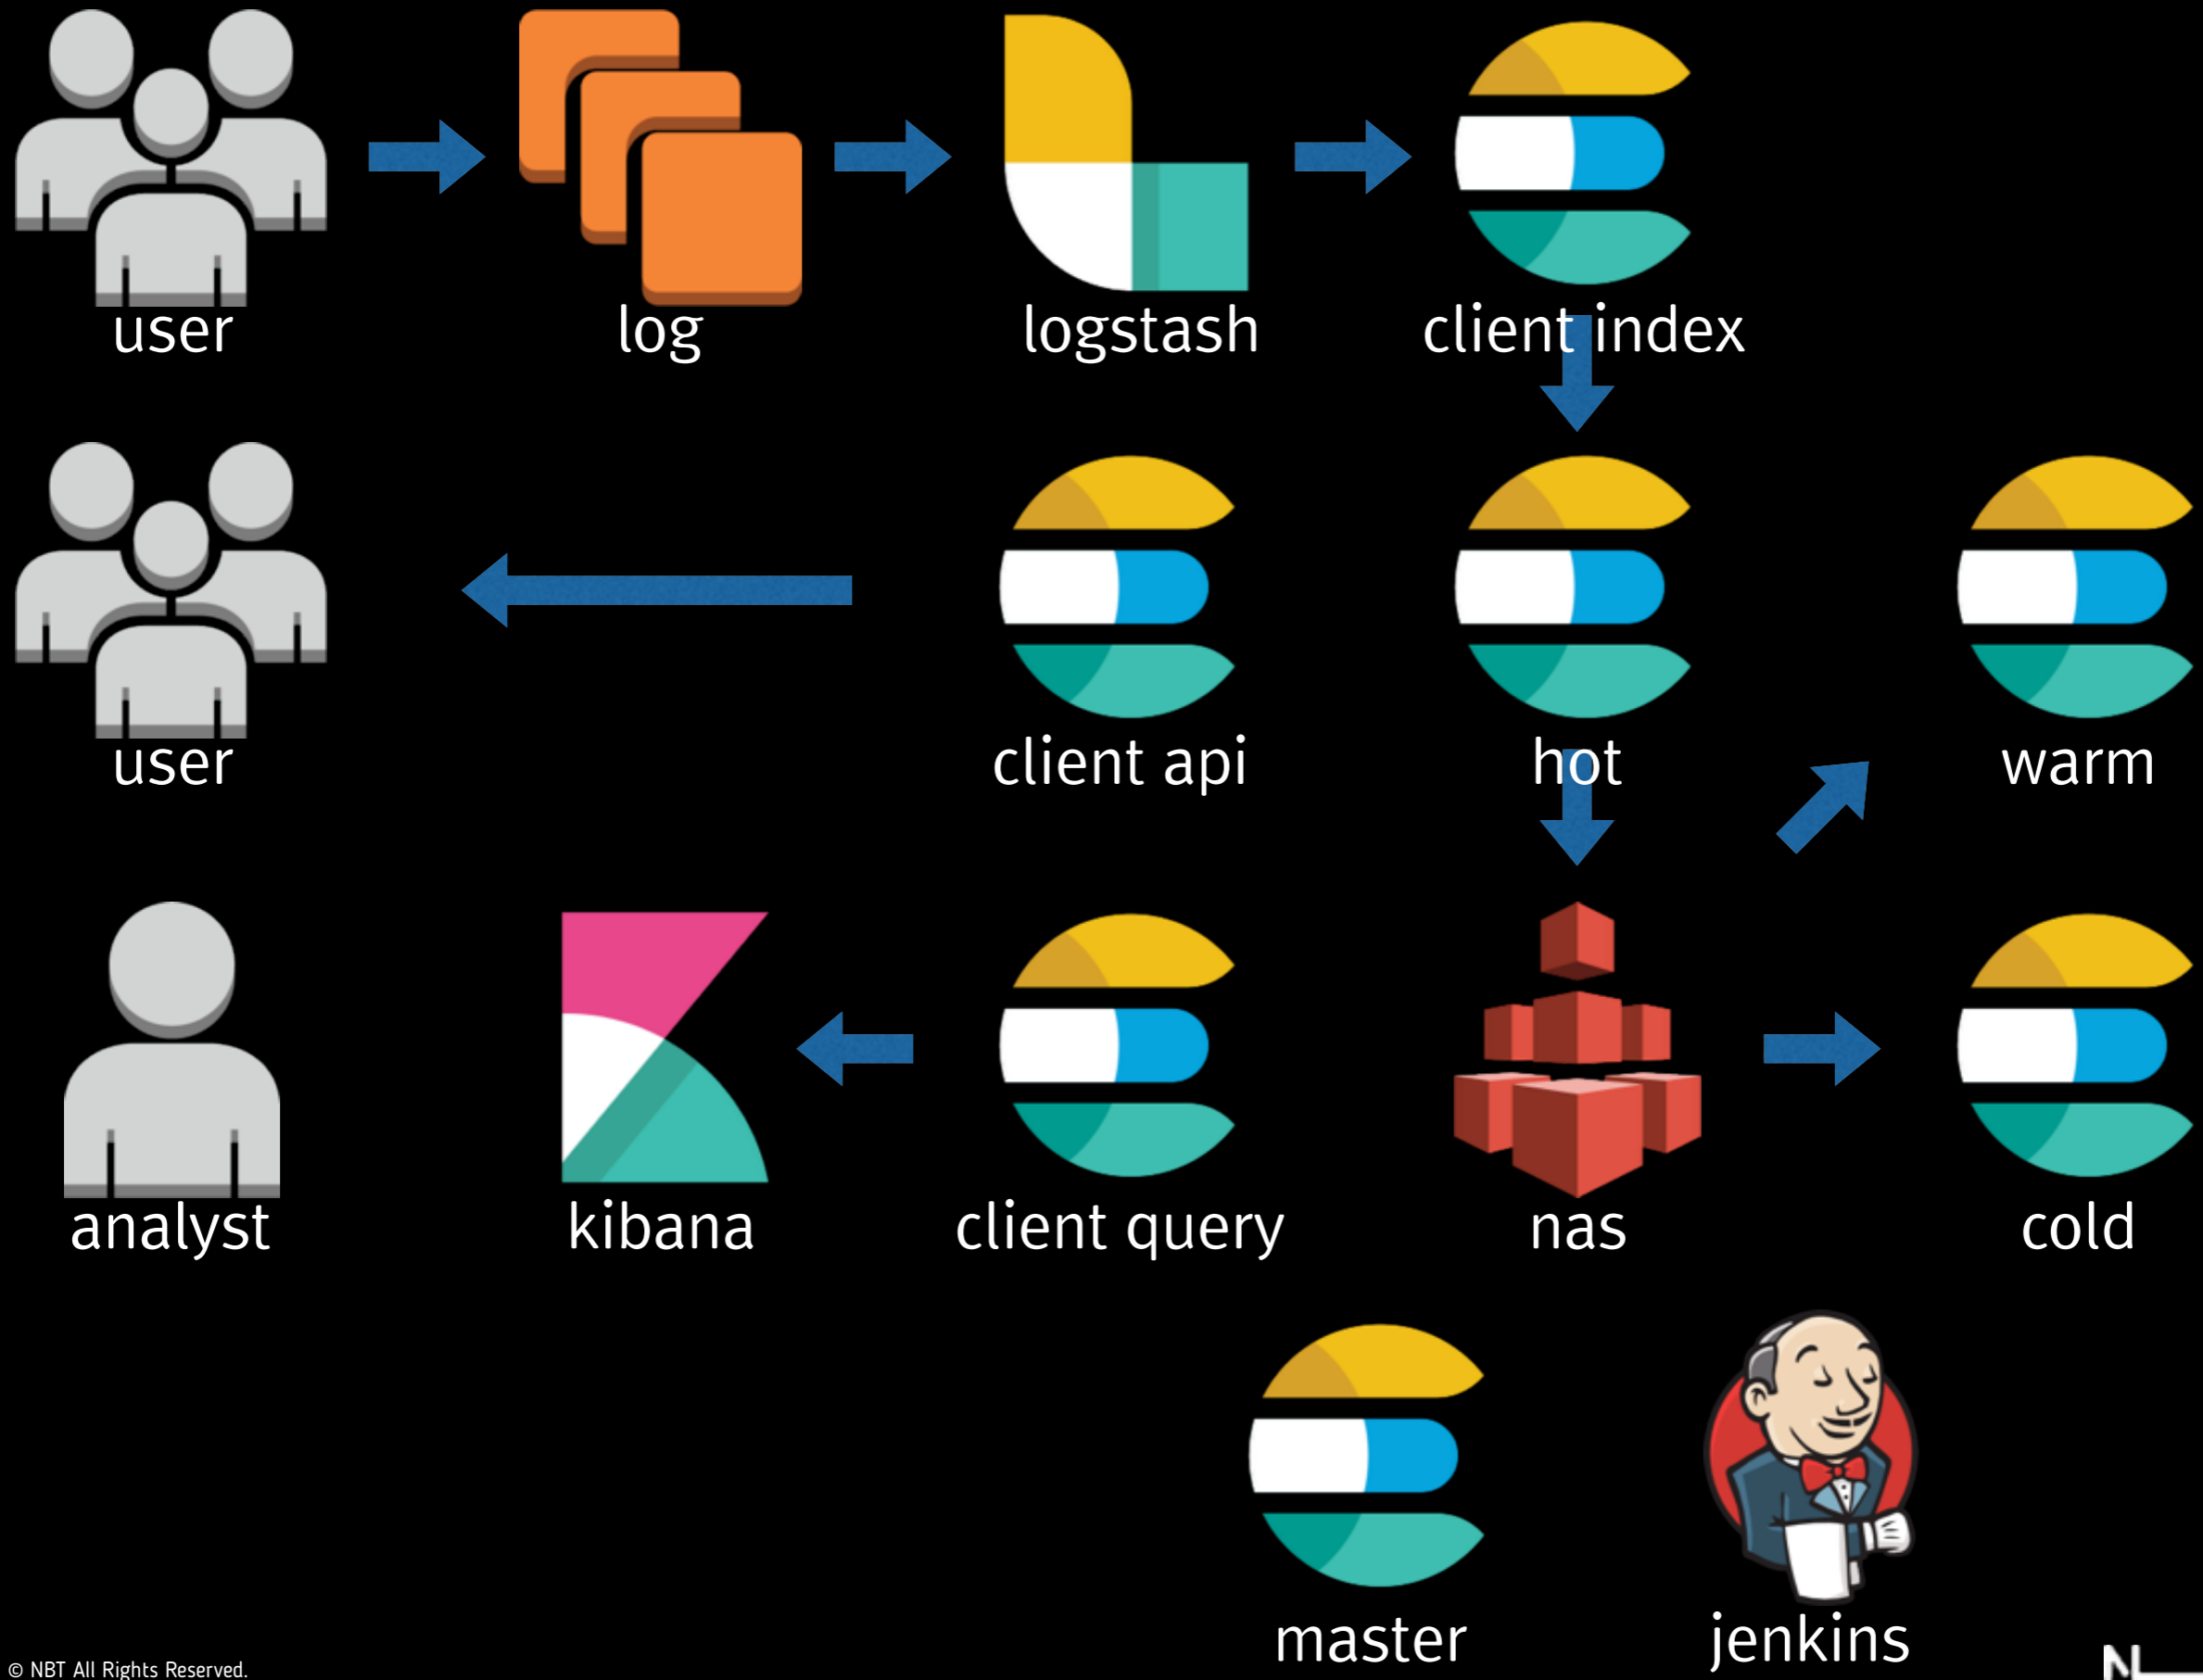 user
log
logstash
client index
user
client api
hot
warm
analyst
kibana
client query
nas
cold
master
jenkins
© NBT All Rights Reserved.